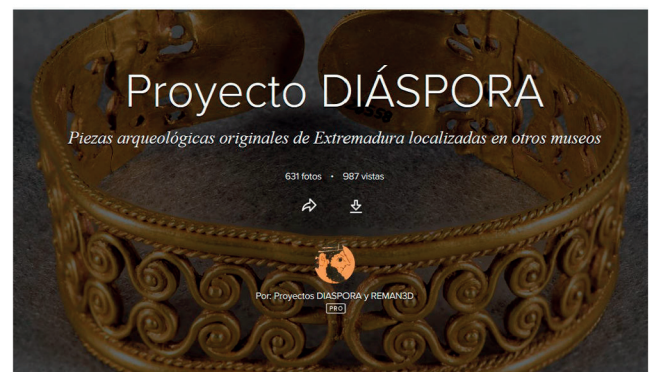 Proyecto DIÁSPORA
Piezas arqueológicas originales de Extremadura localizadas en otros museos
631 fotos • 987 vistas
Por: Proyectos DIASPORA y REMAN3D
PRO